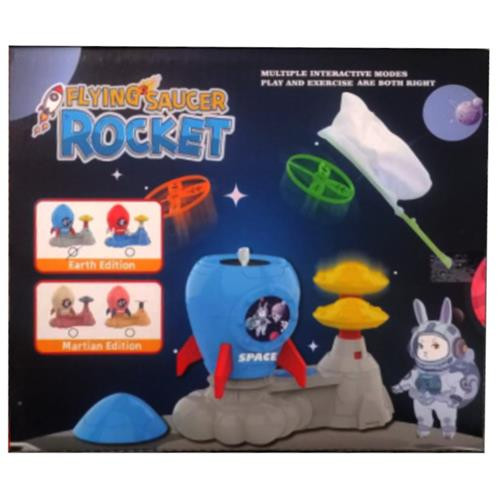 MULTIPLE INTERACTIVE MODES
PLAY AND EXERCISE ARE BOTH RIGHT
FLYING SAUCER
ROCKET
Earth Edition
Martian Edition
SPACE